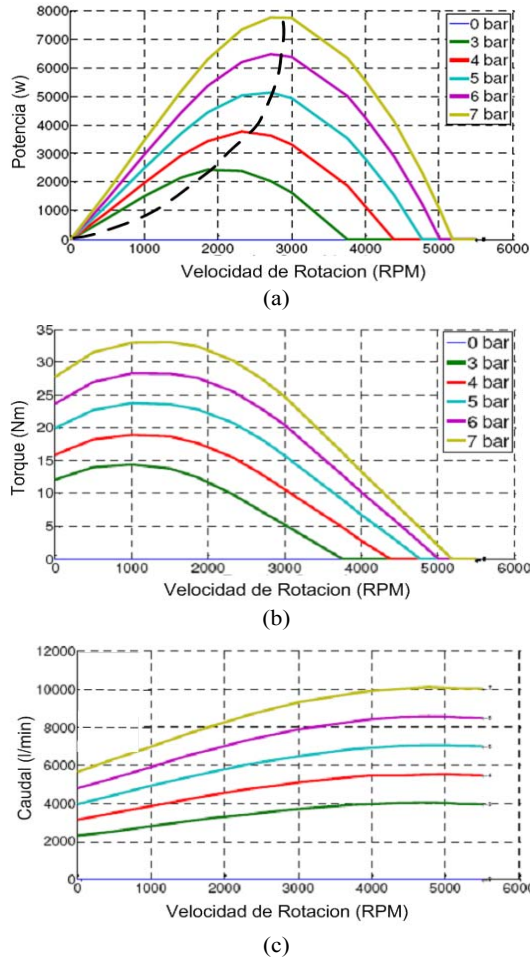 8000
7000
6000
5000
4000
3000
2000
1000
0
Potencia (w)
0 bar
3 bar
4 bar
5 bar
6 bar
7 bar
0 1000 2000 3000 4000 5000 6000
Velocidad de Rotacion (RPM)
(a)
35
30
25
20
15
10
5
0
Torque (Nm)
0 bar
3 bar
4 bar
5 bar
6 bar
7 bar
0 1000 2000 3000 4000 5000 6000
Velocidad de Rotacion (RPM)
(b)
12000
10000
8000
6000
4000
2000
0
Caudal (l/min)
0 1000 2000 3000 4000 5000 6000
Velocidad de Rotacion (RPM)
(c)